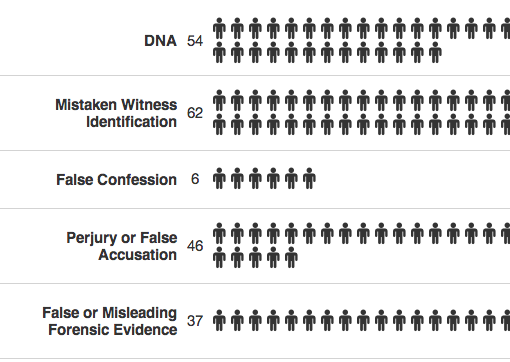 DNA 54
Mistaken Witness
Identification 62
False Confession 6
Perjury or False
Accusation 46
False or Misleading
Forensic Evidence 37